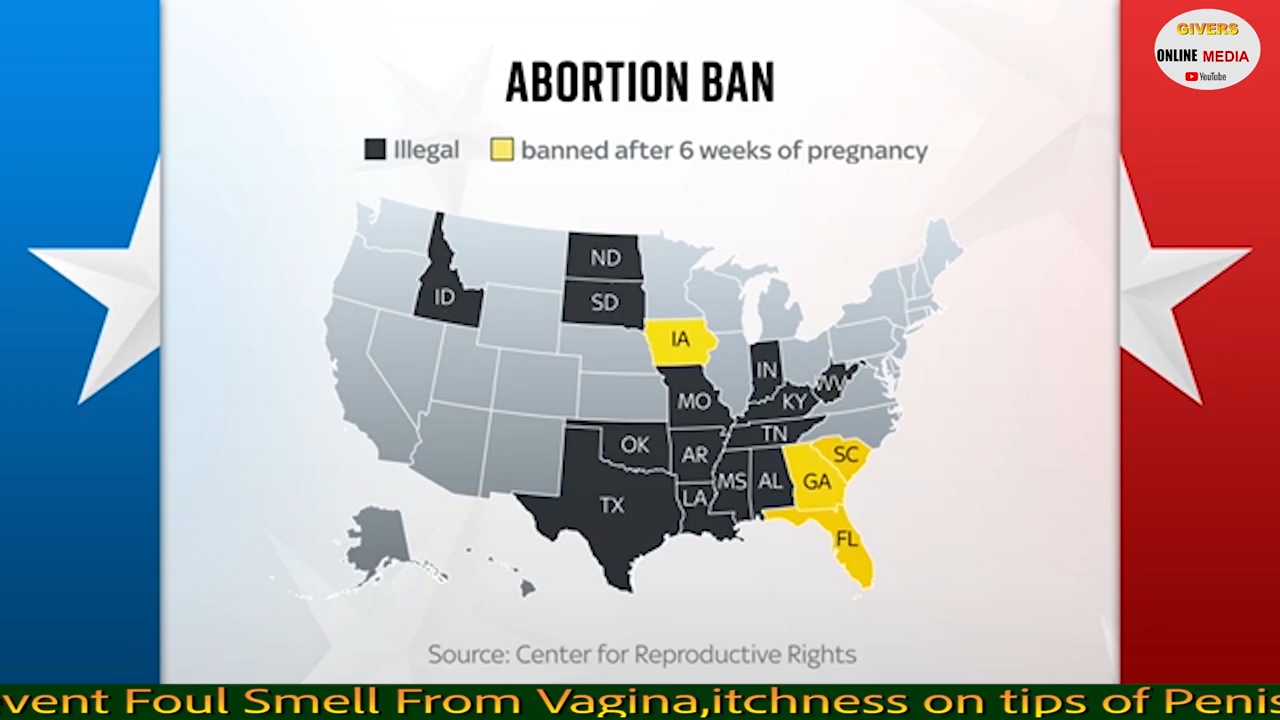 GIVERS
ONLINE MEDIA
YouTube
ABORTION BAN
Illegal banned after 6 weeks of pregnancy
ND
ID
SD
IA
IN
WV
MO
KY
TN
OK
AR
SC
MS
AL
GA
LA
TX
FL
Source: Center for Reproductive Rights
vent Foul Smell From Vagina,itchness on tips of Penis